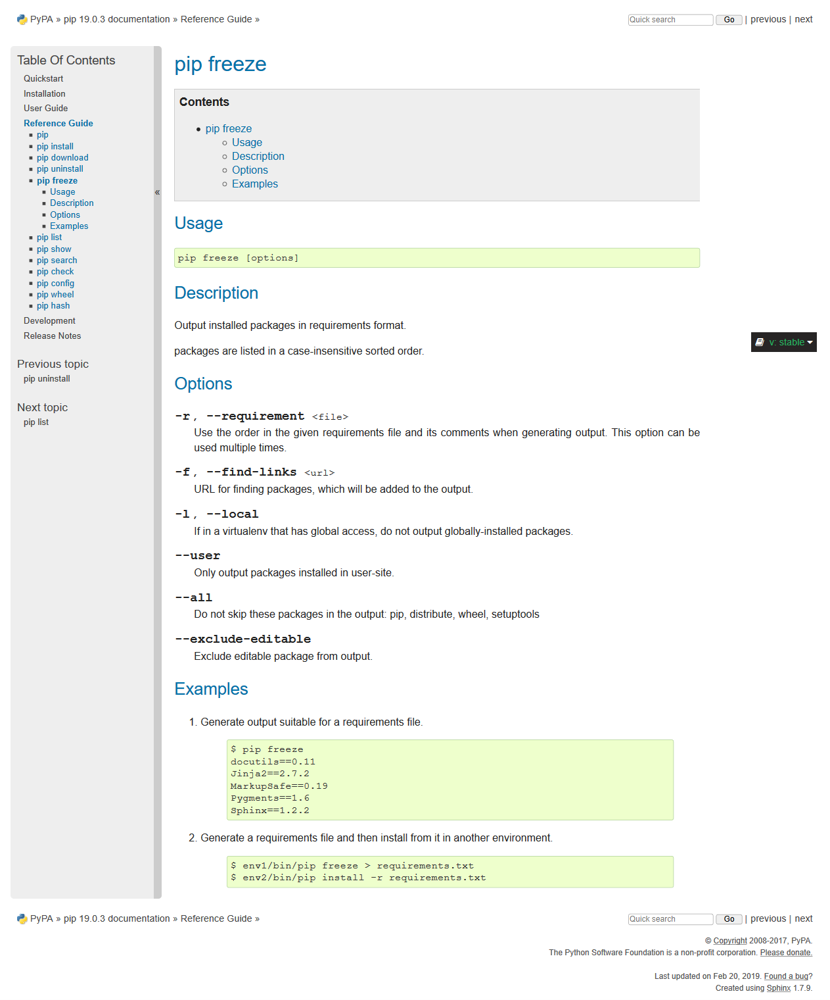 PyPA » pip 19.0.3 documentation » Reference Guide »
Quick search Go | previous | next
Table Of Contents
Quickstart
Installation
User Guide
Reference Guide
pip
pip install
pip download
pip uninstall
pip freeze
Usage
Description
Options
Examples
pip list
pip show
pip search
pip check
pip config
pip wheel
pip hash
Development
Release Notes
Previous topic
pip uninstall
Next topic
pip list
«
pip freeze
Contents
pip freeze
Usage
Description
Options
Examples
Usage
pip freeze [options]
Description
Output installed packages in requirements format.
packages are listed in a case-insensitive sorted order.
v: stable
Options
-r, --requirement <file>
Use the order in the given requirements file and its comments when generating output. This option can be
used multiple times.
-f, --find-links <url>
URL for finding packages, which will be added to the output.
-l, --local
If in a virtualenv that has global access, do not output globally-installed packages.
--user
Only output packages installed in user-site.
--all
Do not skip these packages in the output: pip, distribute, wheel, setuptools
--exclude-editable
Exclude editable package from output.
Examples
1. Generate output suitable for a requirements file.
$ pip freeze
docutils==0.11
Jinja2==2.7.2
MarkupSafe==0.19
Pygments==1.6
Sphinx==1.2.2
2. Generate a requirements file and then install from it in another environment.
$ env1/bin/pip freeze > requirements.txt
$ env2/bin/pip install -r requirements.txt
PyPA » pip 19.0.3 documentation » Reference Guide »
Quick search Go | previous | next
© Copyright 2008-2017, PyPA.
The Python Software Foundation is a non-profit corporation. Please donate.
Last updated on Feb 20, 2019. Found a bug?
Created using Sphinx 1.7.9.